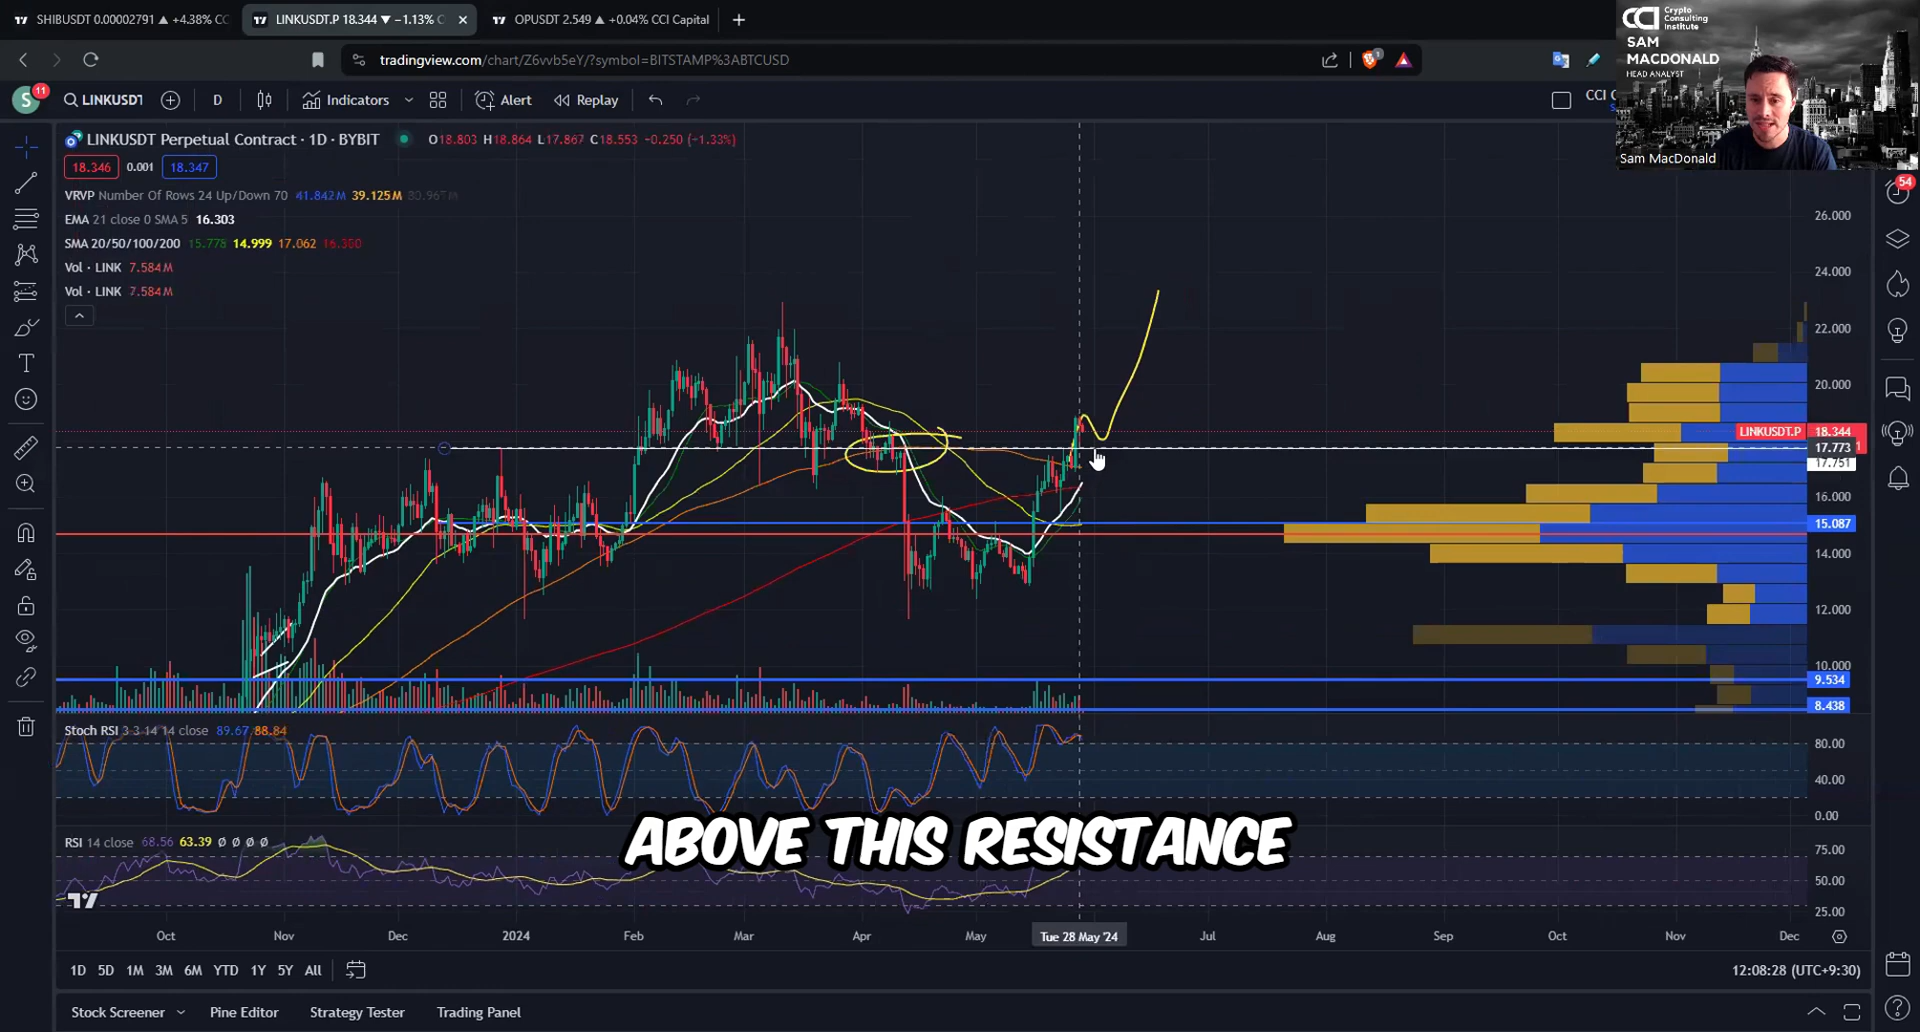 SHIBUSDT 0.00002791 ▲ +4.38% CC
LINKUSDT.P 18.344 ▼ −1.13% C
OPUSDT 2.549 ▲ +0.04% CCI Capital
tradingview.com/chart/Z6vvb5eY/?symbol=BITSTAMP%3ABTCUSD
1
CCI
Crypto
Consulting
Institute
SAM
MACDONALD
HEAD ANALYST
Sam MacDonald
S
11
LINKUSDT
D
Indicators
Alert
Replay
CCI C
54
LINKUSDT Perpetual Contract · 1D · BYBIT
O18.803 H18.864 L17.867 C18.553 −0.250 (−1.33%)
18.346
0.001
18.347
VRVP Number Of Rows 24 Up/Down 70 41.842M 39.125M
EMA 21 close 0 SMA 5 16.303
SMA 20/50/100/200 15.778 14.999 17.062
Vol · LINK 7.584M
Vol · LINK 7.584M
26.000
24.000
22.000
20.000
LINKUSDT.P 18.344
17.773
17.751
16.000
15.087
14.000
12.000
10.000
9.534
8.438
Stoch RSI 3 3 14 14 close 89.67 88.84
80.00
40.00
0.00
RSI 14 close 68.56 63.39 Ø Ø Ø Ø
75.00
50.00
25.00
ABOVE THIS RESISTANCE
Oct Nov Dec 2024 Feb Mar Apr May Tue 28 May '24 Jul Aug Sep Oct Nov Dec
1D 5D 1M 3M 6M YTD 1Y 5Y All
12:08:28 (UTC+9:30)
Stock Screener Pine Editor Strategy Tester Trading Panel